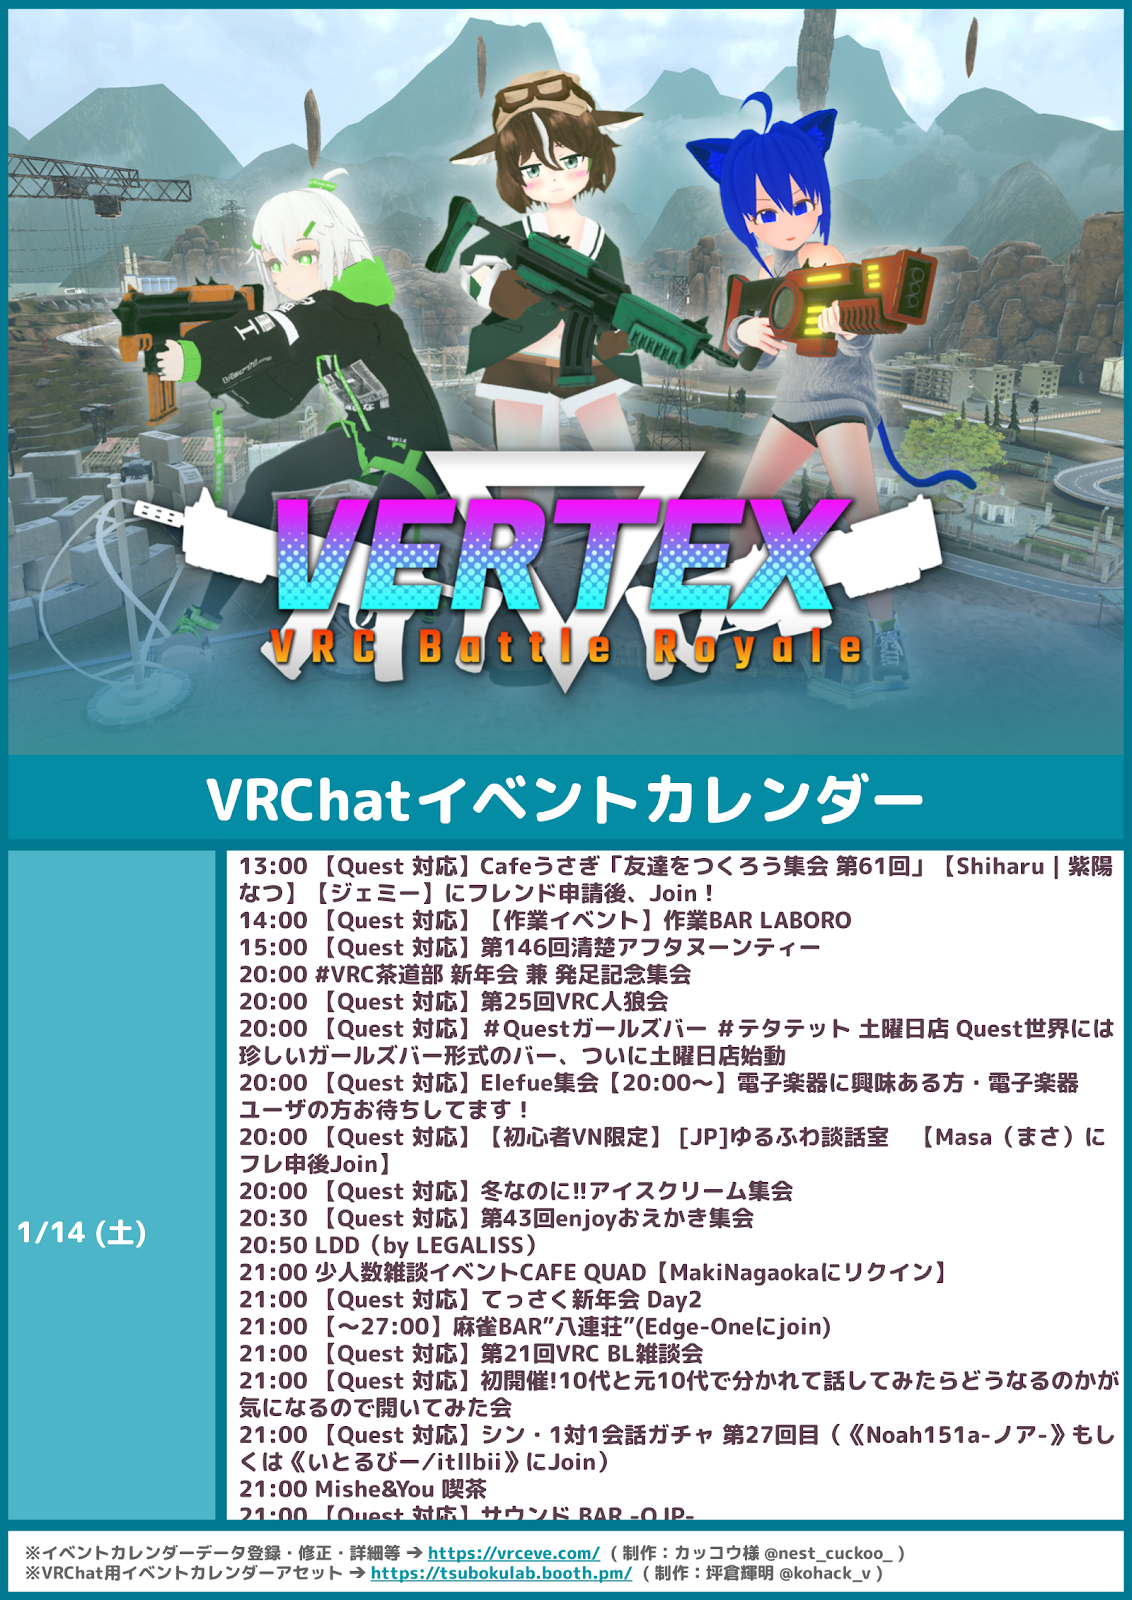 VERTEX
VRC Battle Royale
VRChatイベントカレンダー
1/14 (土)
13:00 【Quest 対応】Cafeうさぎ「友達をつくろう集会 第61回」【Shiharu | 紫陽
なつ】【ジェミー】にフレンド申請後、Join！
14:00 【Quest 対応】【作業イベント】作業BAR LABORO
15:00 【Quest 対応】第146回清楚アフタヌーンティー
20:00 #VRC茶道部 新年会 兼 発足記念集会
20:00 【Quest 対応】第25回VRC人狼会
20:00 【Quest 対応】＃Questガールズバー ＃テタテット 土曜日店 Quest世界には
珍しいガールズバー形式のバー、ついに土曜日店始動
20:00 【Quest 対応】Elefue集会【20:00〜】電子楽器に興味ある方・電子楽器
ユーザの方お待ちしてます！
20:00 【Quest 対応】【初心者VN限定】 [JP]ゆるふわ談話室　【Masa（まさ）に
フレ申後Join】
20:00 【Quest 対応】冬なのに!!アイスクリーム集会
20:30 【Quest 対応】第43回enjoyおえかき集会
20:50 LDD（by LEGALISS）
21:00 少人数雑談イベントCAFE QUAD【MakiNagaokaにリクイン】
21:00 【Quest 対応】てっさく新年会 Day2
21:00 【〜27:00】麻雀BAR”八連荘”(Edge-Oneにjoin)
21:00 【Quest 対応】第21回VRC BL雑談会
21:00 【Quest 対応】初開催!10代と元10代で分かれて話してみたらどうなるのかが
気になるので開いてみた会
21:00 【Quest 対応】シン・1対1会話ガチャ 第27回目（《Noah151a-ノア-》もし
くは《いとるびー/itllbii》にJoin）
21:00 Mishe&You 喫茶
21:00 【Quest 対応】サウンド BAR -OJP-
※イベントカレンダーデータ登録・修正・詳細等 ➔ https://vrceve.com/ （制作：カッコウ様 @nest_cuckoo_ ）
※VRChat用イベントカレンダーアセット ➔ https://tsubokulab.booth.pm/ （制作：坪倉輝明 @kohack_v ）